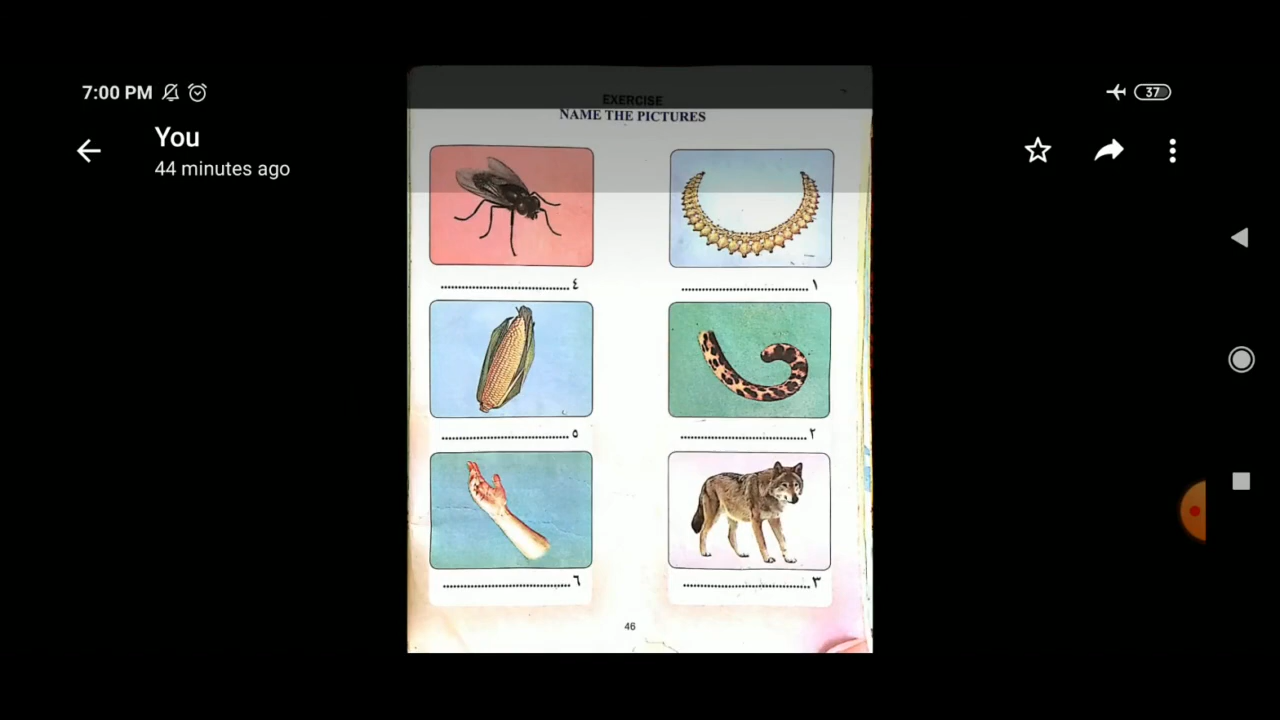 7:00 PM
37
You
44 minutes ago
EXERCISE
NAME THE PICTURES
١ ........................................
٤ ........................................
٢ ........................................
٥ ........................................
٣ ........................................
٦ ........................................
46